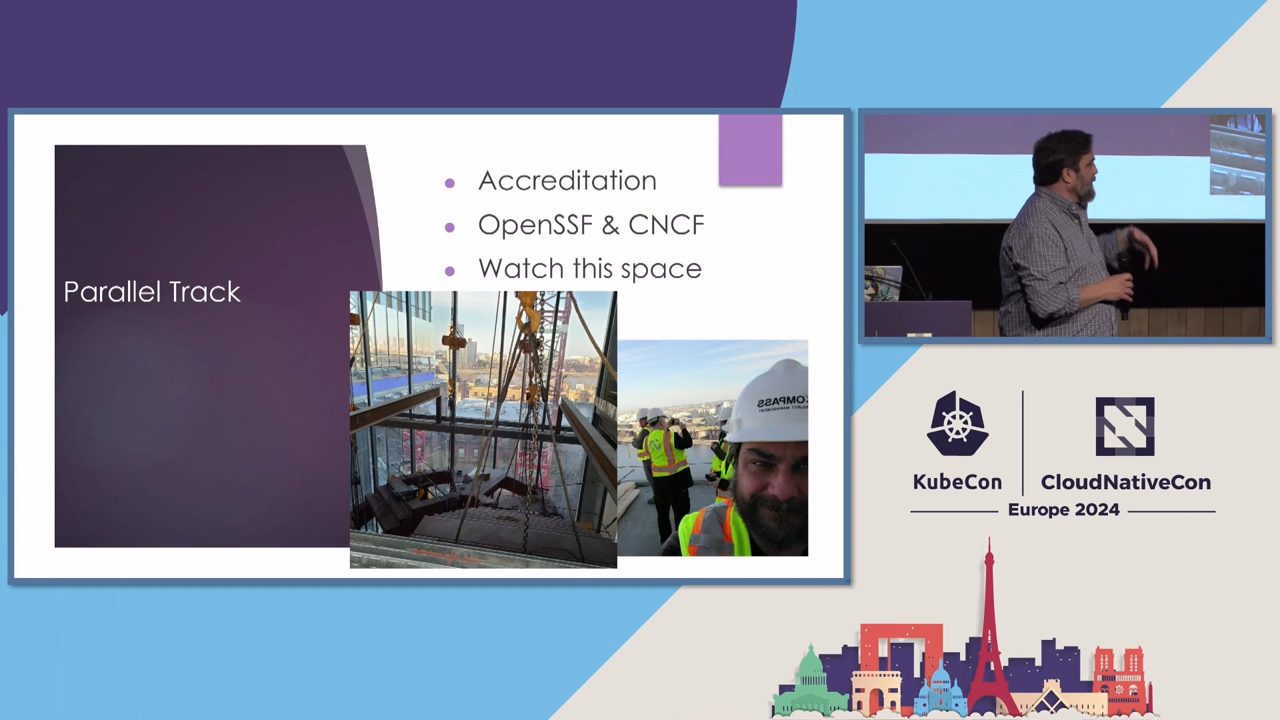 Parallel Track
Accreditation
OpenSSF & CNCF
Watch this space
KubeCon
CloudNativeCon
Europe 2024